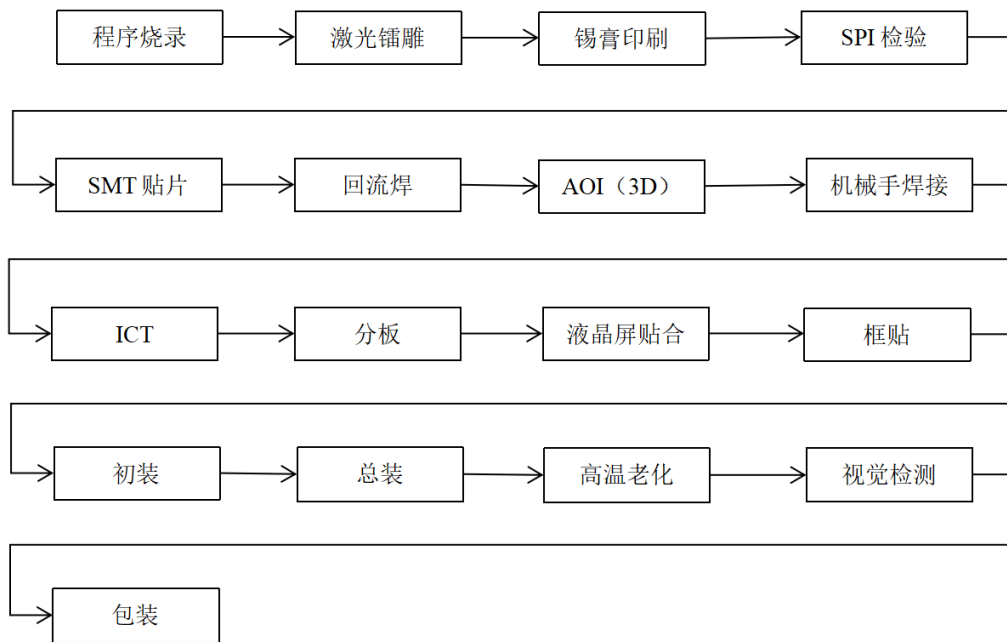 程序烧录
激光镭雕
锡膏印刷
SPI 检验
SMT 贴片
回流焊
AOI（3D）
机械手焊接
ICT
分板
液晶屏贴合
框贴
初装
总装
高温老化
视觉检测
包装